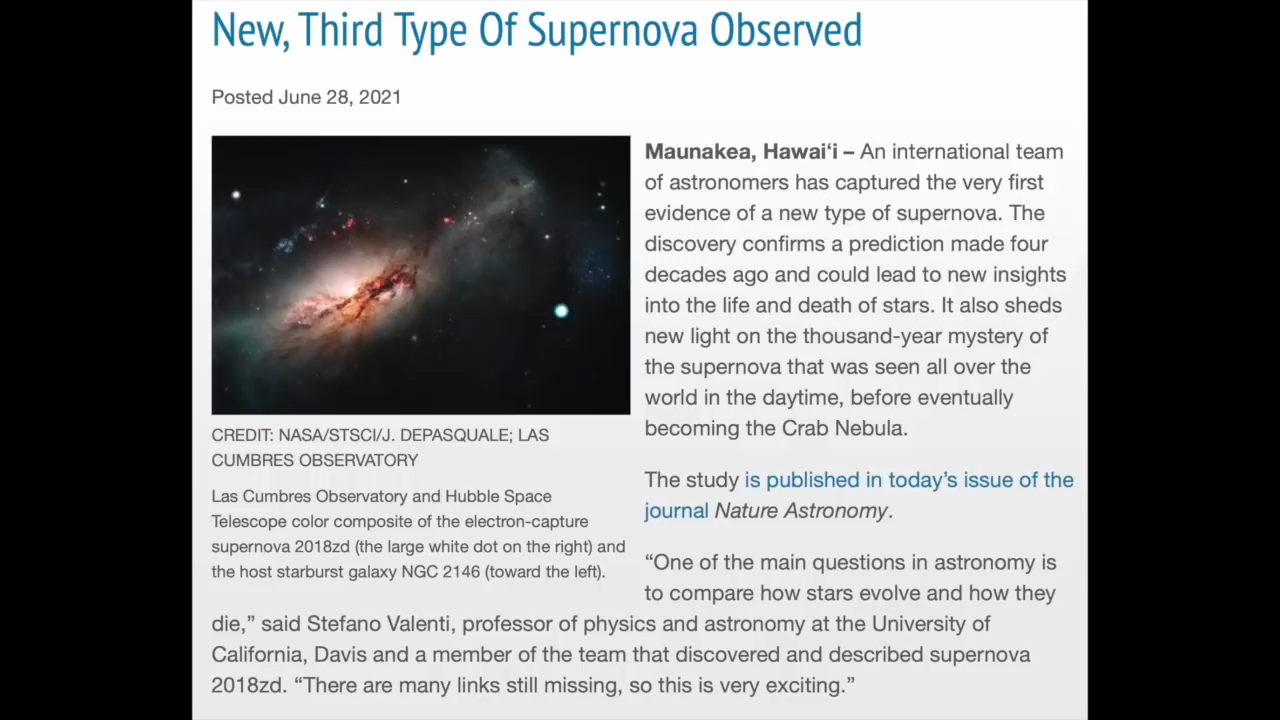 New, Third Type Of Supernova Observed
Posted June 28, 2021
Maunakea, Hawaiʻi – An international team
of astronomers has captured the very first
evidence of a new type of supernova. The
discovery confirms a prediction made four
decades ago and could lead to new insights
into the life and death of stars. It also sheds
new light on the thousand-year mystery of
the supernova that was seen all over the
world in the daytime, before eventually
becoming the Crab Nebula.
CREDIT: NASA/STSCI/J. DEPASQUALE; LAS
CUMBRES OBSERVATORY
Las Cumbres Observatory and Hubble Space
Telescope color composite of the electron-capture
supernova 2018zd (the large white dot on the right) and
the host starburst galaxy NGC 2146 (toward the left).
The study is published in today’s issue of the
journal Nature Astronomy.
“One of the main questions in astronomy is
to compare how stars evolve and how they
die,” said Stefano Valenti, professor of physics and astronomy at the University of
California, Davis and a member of the team that discovered and described supernova
2018zd. “There are many links still missing, so this is very exciting.”